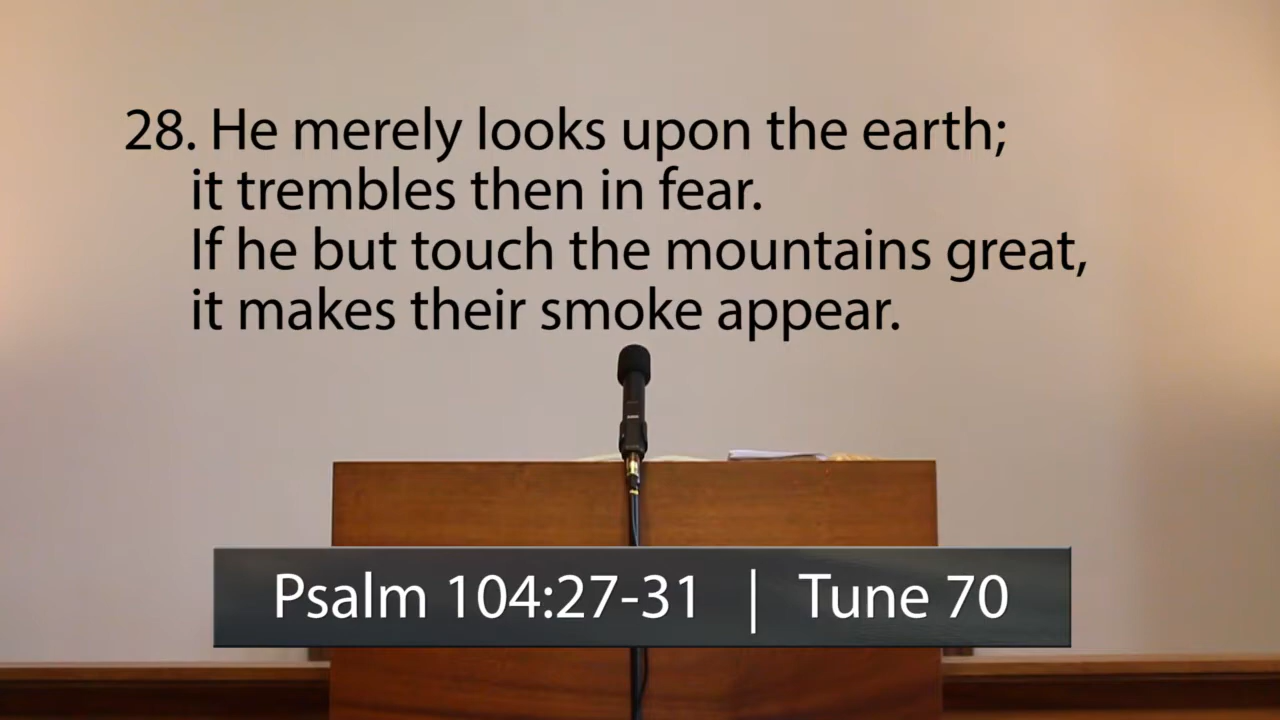 28. He merely looks upon the earth;
it trembles then in fear.
If he but touch the mountains great,
it makes their smoke appear.
Psalm 104:27-31 | Tune 70